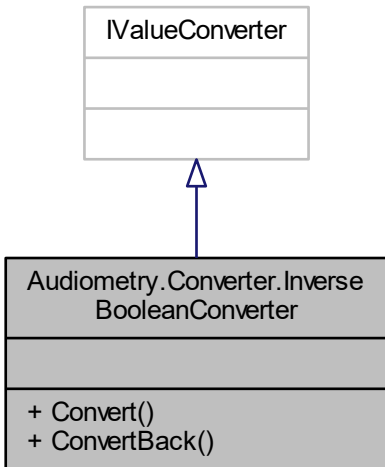 IValueConverter
Audiometry.Converter.Inverse
BooleanConverter
+ Convert()
+ ConvertBack()